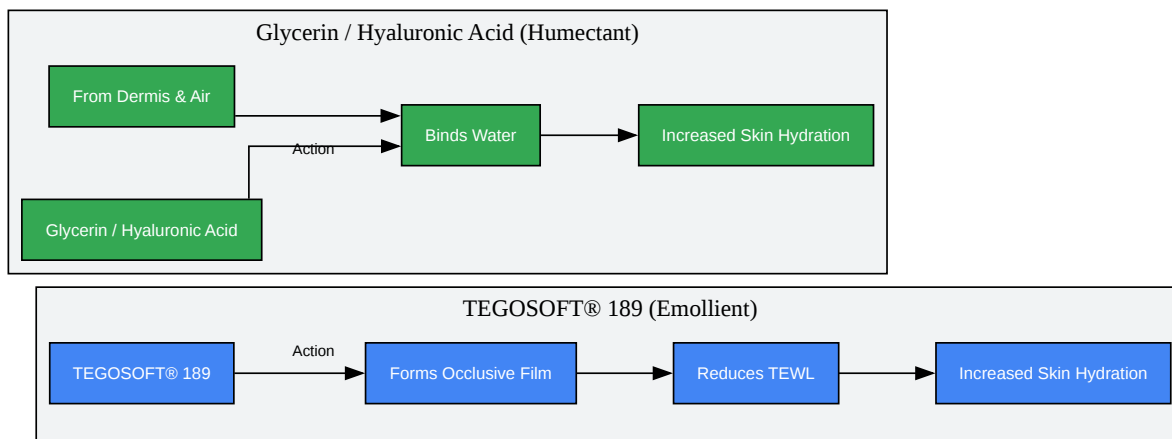 Glycerin / Hyaluronic Acid (Humectant)
From Dermis & Air
Binds Water
Increased Skin Hydration
Action
Glycerin / Hyaluronic Acid
TEGOSOFT® 189 (Emollient)
Action
TEGOSOFT® 189
Forms Occlusive Film
Reduces TEWL
Increased Skin Hydration